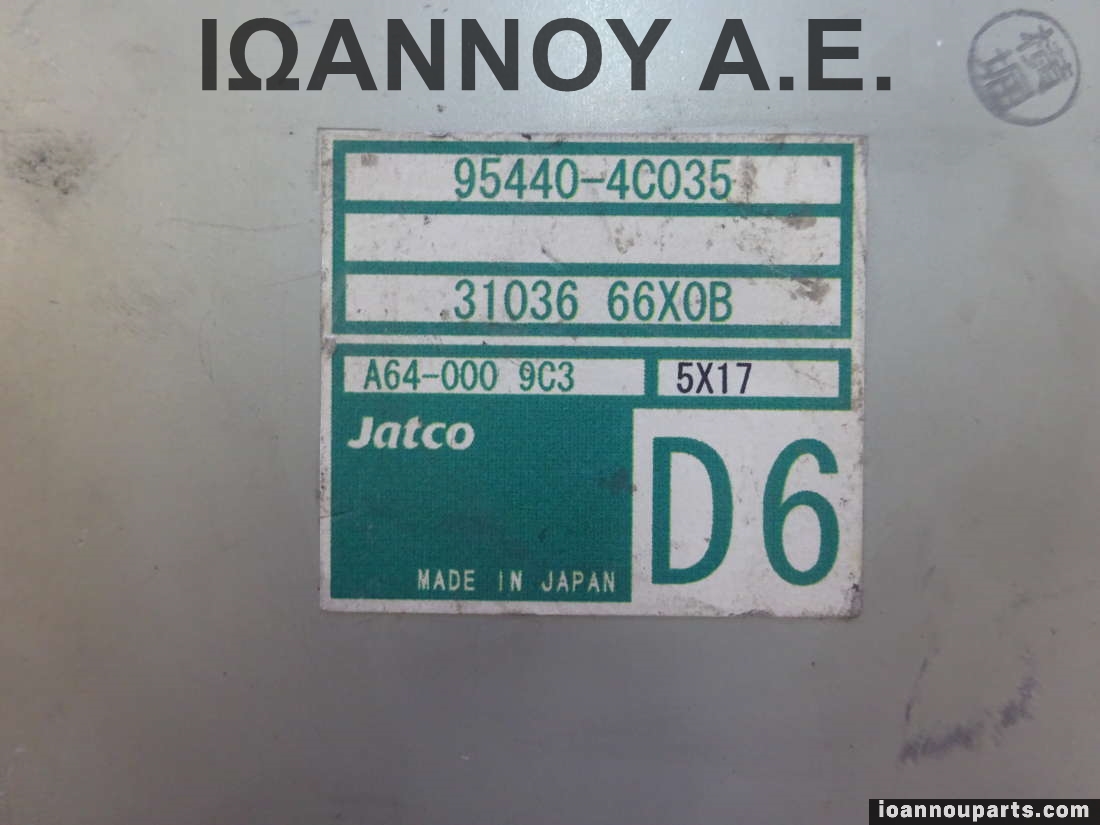 ΙΩΑΝΝΟΥ Α.Ε.
95440-4C035
31036 66X0B
A64-000 9C3 5X17
Jatco
D6
MADE IN JAPAN
ioannouparts.com